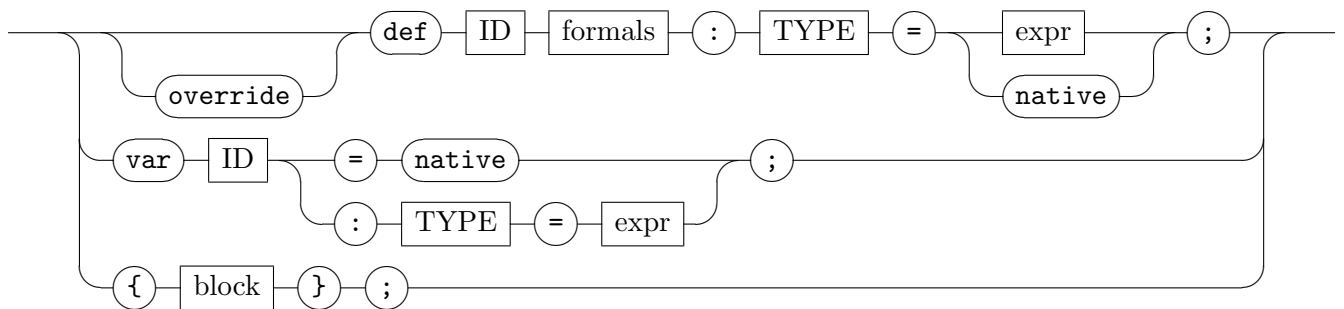 def ID formals : TYPE = expr ;
override native
var ID = native ;
: TYPE = expr
{ block } ;